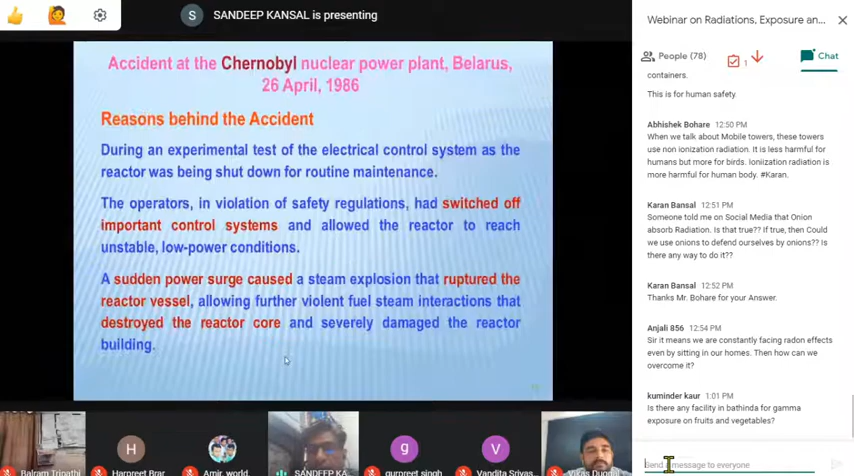 S SANDEEP KANSAL is presenting
Accident at the Chernobyl nuclear power plant, Belarus,
26 April, 1986
Reasons behind the Accident
During an experimental test of the electrical control system as the
reactor was being shut down for routine maintenance.
The operators, in violation of safety regulations, had switched off
important control systems and allowed the reactor to reach
unstable, low-power conditions.
A sudden power surge caused a steam explosion that ruptured the
reactor vessel, allowing further violent fuel steam interactions that
destroyed the reactor core and severely damaged the reactor
building.
Balram Tripathi
H
Harpreet Brar
Amir_world.
SANDEEP KA
g
gurpreet singh
V
Vandita Srivas
Vikas Duggal
Webinar on Radiations, Exposure an...
People (78)
1
Chat
containers.
This is for human safety.
Abhishek Bohare 12:50 PM
When we talk about Mobile towers, these towers
use non ionization radiation. It is less harmful for
humans but more for birds. Ioniization radiation is
more harmful for human body. #Karan.
Karan Bansal 12:51 PM
Someone told me on Social Media that Onion
absorb Radiation. Is that true?? If true, then Could
we use onions to defend ourselves by onions?? Is
there any way to do it??
Karan Bansal 12:52 PM
Thanks Mr. Bohare for your Answer.
Anjali 856 12:54 PM
Sir it means we are constantly facing radon effects
even by sitting in our homes. Then how can we
overcome it?
kuminder kaur 1:01 PM
Is there any facility in bathinda for gamma
exposure on fruits and vegetables?
Send a message to everyone